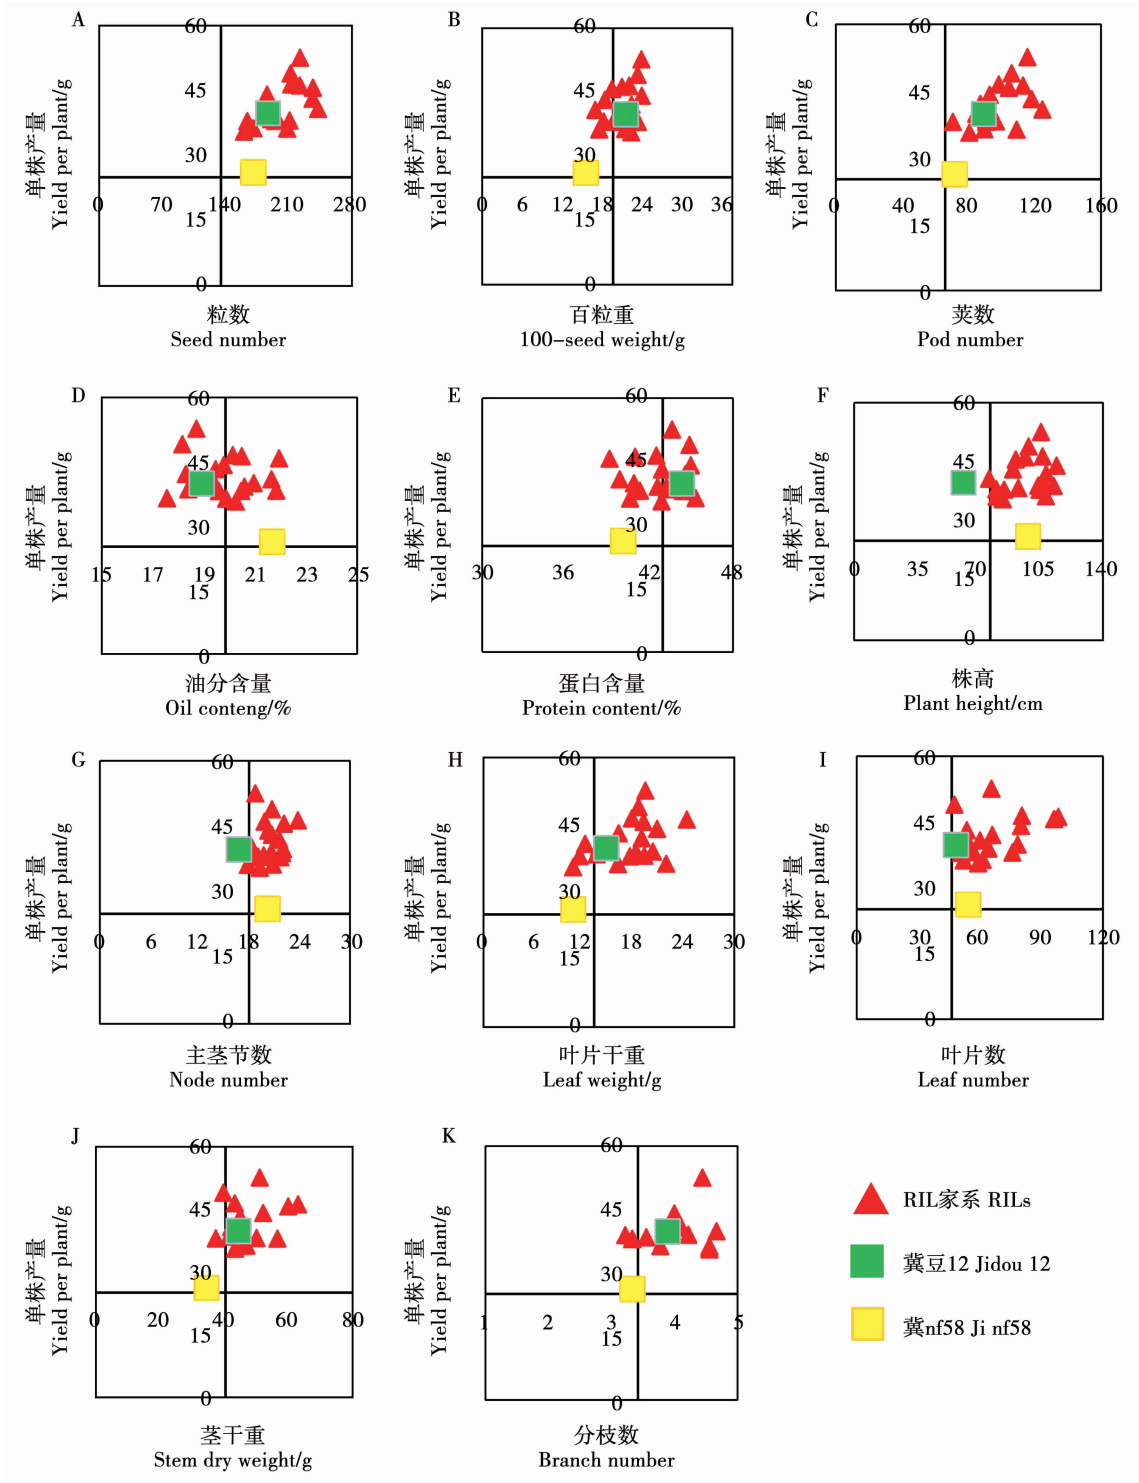 A
单株产量
Yield per plant/g
60
45
30
15
0
0 70 140 210 280
粒数
Seed number
B
单株产量
Yield per plant/g
60
45
30
15
0
0 6 12 18 24 30 36
百粒重
100-seed weight/g
C
单株产量
Yield per plant/g
60
45
30
15
0
0 40 80 120 160
荚数
Pod number
D
单株产量
Yield per plant/g
60
45
30
15
0
15 17 19 21 23 25
油分含量
Oil conteng/%
E
单株产量
Yield per plant/g
60
45
30
15
0
30 36 42 48
蛋白含量
Protein content/%
F
单株产量
Yield per plant/g
60
45
30
15
0
0 35 70 105 140
株高
Plant height/cm
G
单株产量
Yield per plant/g
60
45
30
15
0
0 6 12 18 24 30
主茎节数
Node number
H
单株产量
Yield per plant/g
60
45
30
15
0
0 6 12 18 24 30
叶片干重
Leaf weight/g
I
单株产量
Yield per plant/g
60
45
30
15
0
0 30 60 90 120
叶片数
Leaf number
J
单株产量
Yield per plant/g
60
45
30
15
0
0 20 40 60 80
茎干重
Stem dry weight/g
K
单株产量
Yield per plant/g
60
45
30
15
0
1 2 3 4 5
分枝数
Branch number
RIL家系 RILs
冀豆12 Jidou 12
冀nf58 Ji nf58